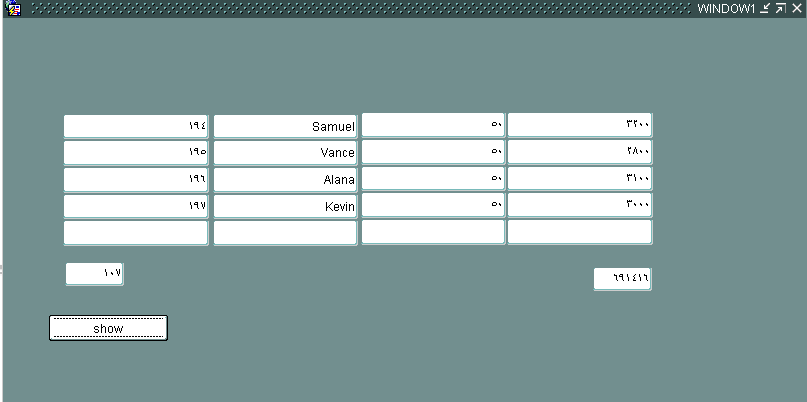 WINDOW1
١٩٤ Samuel ٥٠ ٣٢٠٠
١٩٥ Vance ٥٠ ٢٨٠٠
١٩٦ Alana ٥٠ ٣١٠٠
١٩٧ Kevin ٥٠ ٣٠٠٠
١٠٧ ٦٩١٤١٦
show